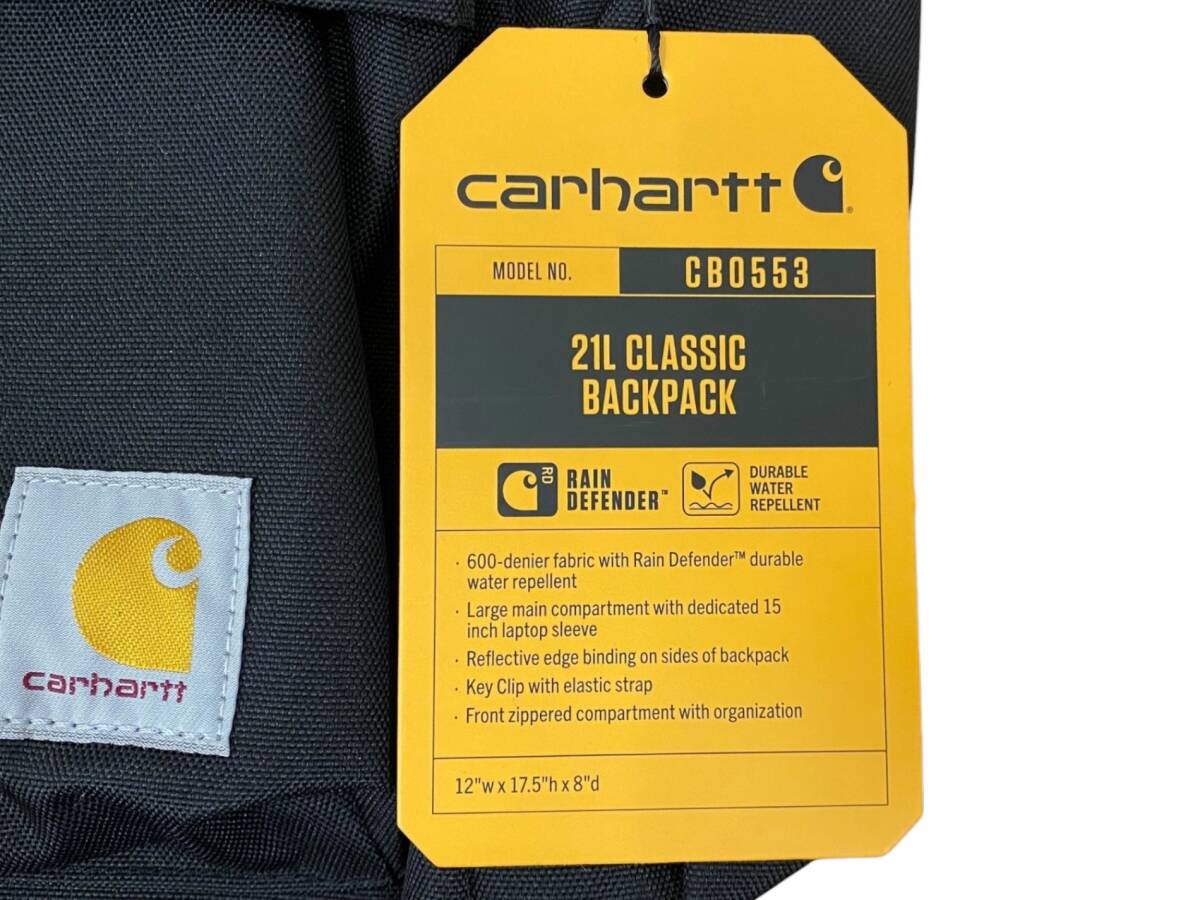 carhartt
MODEL NO. CB0553
21L CLASSIC
BACKPACK
RD
RAIN
DEFENDER™
DURABLE
WATER
REPELLENT
· 600-denier fabric with Rain Defender™ durable
water repellent
· Large main compartment with dedicated 15
inch laptop sleeve
· Reflective edge binding on sides of backpack
· Key Clip with elastic strap
· Front zippered compartment with organization
12"w x 17.5"h x 8"d
carhartt